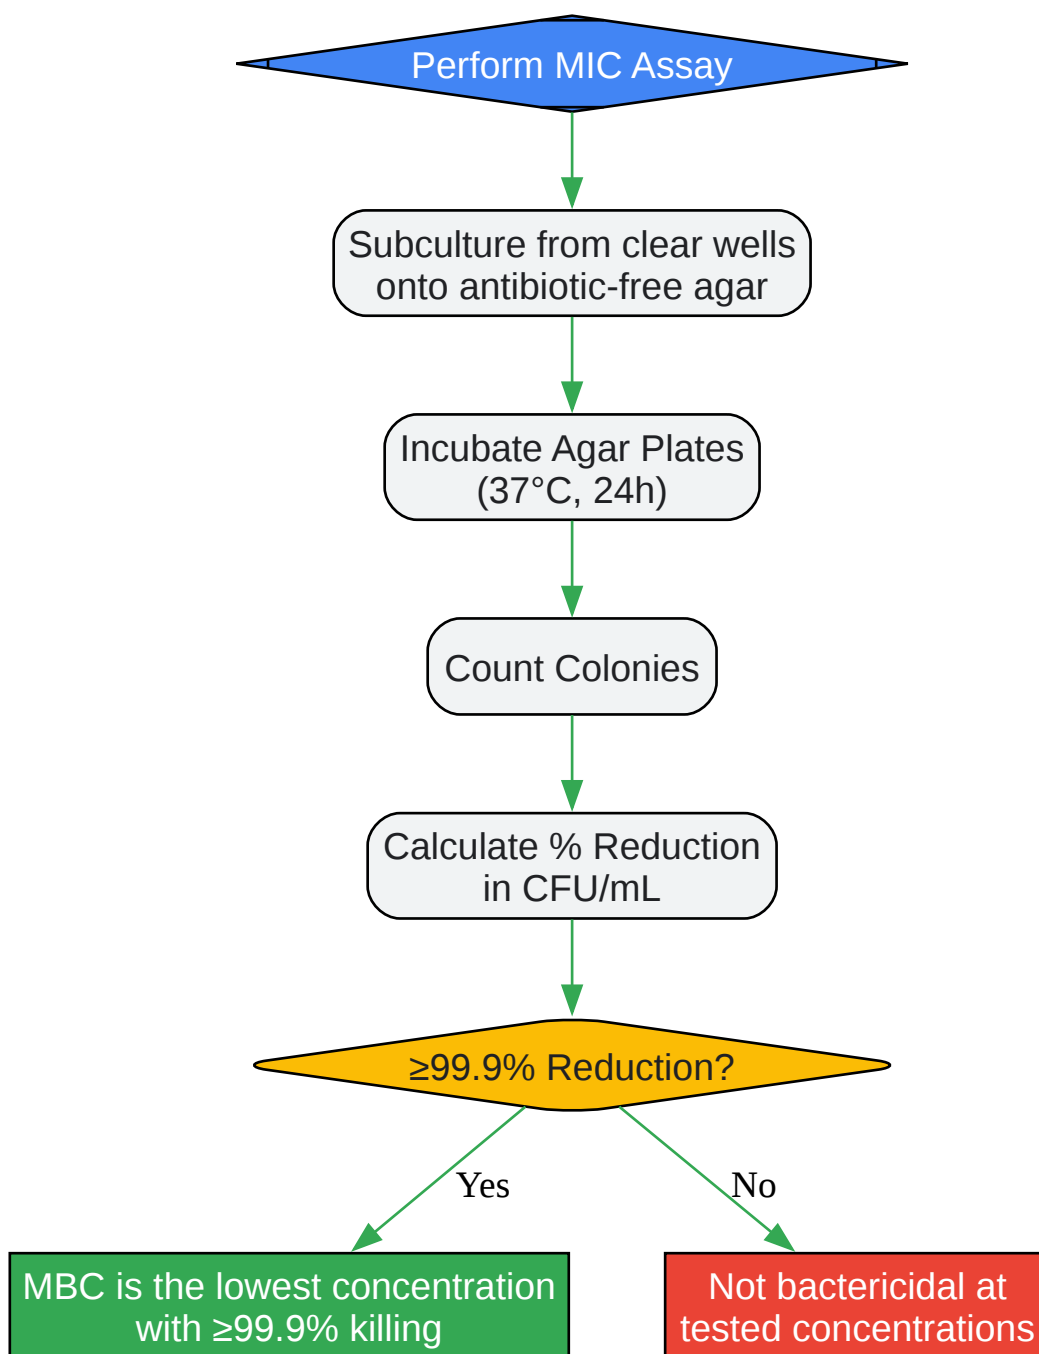 Perform MIC Assay
Subculture from clear wells
onto antibiotic-free agar
Incubate Agar Plates
(37°C, 24h)
Count Colonies
Calculate % Reduction
in CFU/mL
≥99.9% Reduction?
Yes
No
MBC is the lowest concentration
with ≥99.9% killing
Not bactericidal at
tested concentrations